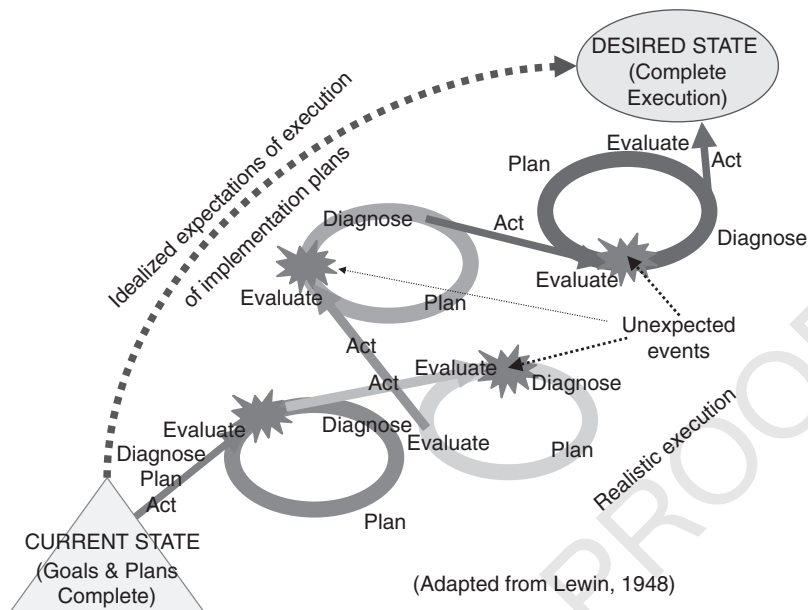 DESIRED STATE
(Complete
Execution)
Idealized expectations of execution
of implementation plans
Evaluate
Act
Plan
Diagnose
Evaluate
Diagnose
Act
Evaluate
Plan
Unexpected
events
Act
Evaluate
Diagnose
Act
Evaluate
Diagnose
Evaluate
Plan
Diagnose
Plan
Act
Plan
Realistic execution
CURRENT STATE
(Goals & Plans
Complete)
(Adapted from Lewin, 1948)
PROO